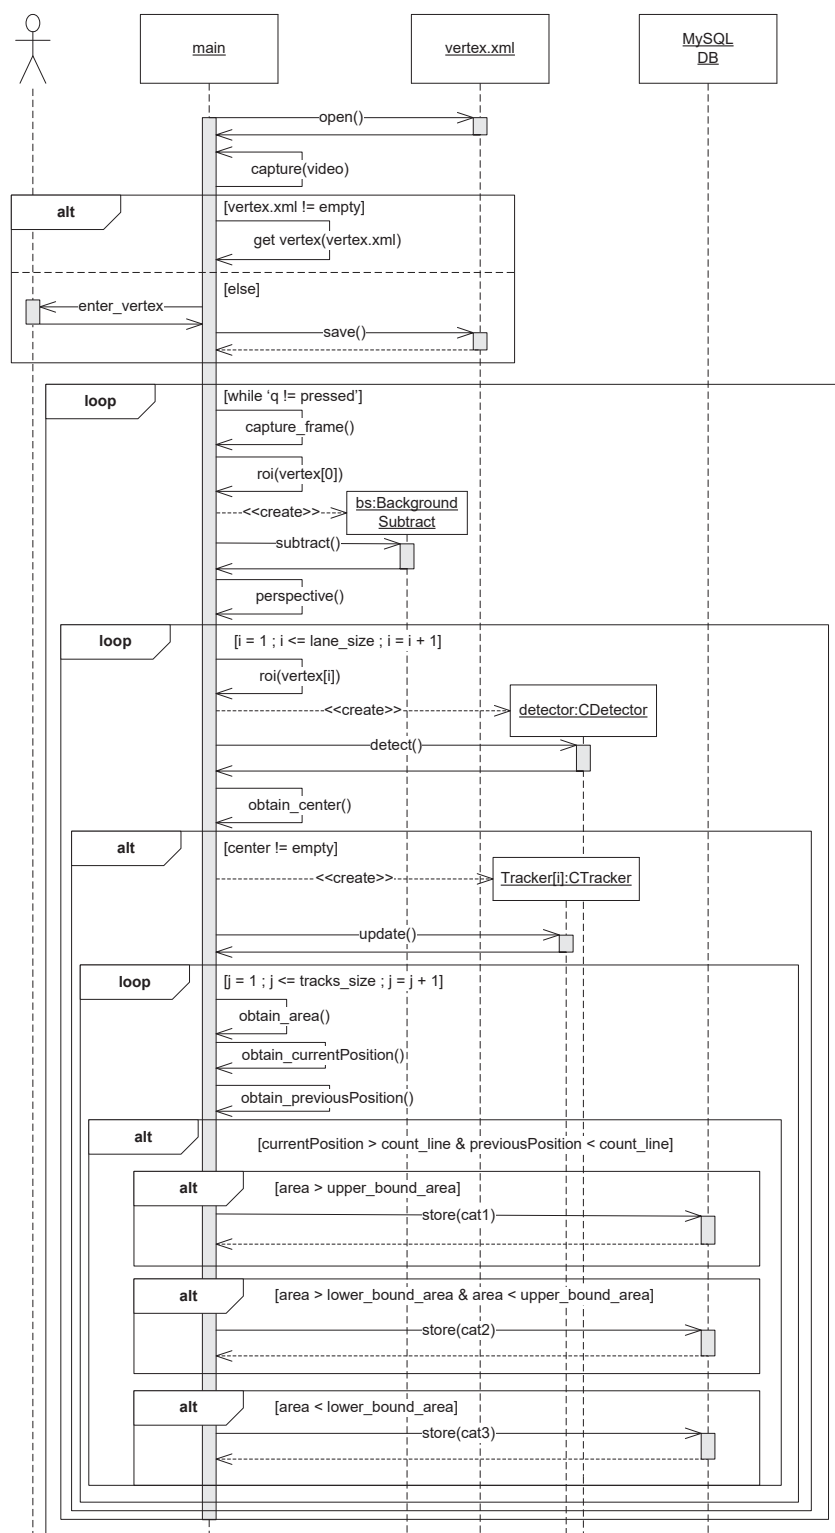 main
vertex.xml
MySQL
DB
open()
capture(video)
alt
[vertex.xml != empty]
get vertex(vertex.xml)
[else]
enter_vertex
save()
loop
[while ‘q != pressed’]
capture_frame()
roi(vertex[0])
<<create>>
bs:Background
Subtract
subtract()
perspective()
loop
[i = 1 ; i <= lane_size ; i = i + 1]
roi(vertex[i])
<<create>>
detector:CDetector
detect()
obtain_center()
alt
[center != empty]
<<create>>
Tracker[i]:CTracker
update()
loop
[j = 1 ; j <= tracks_size ; j = j + 1]
obtain_area()
obtain_currentPosition()
obtain_previousPosition()
alt
[currentPosition > count_line & previousPosition < count_line]
alt
[area > upper_bound_area]
store(cat1)
alt
[area > lower_bound_area & area < upper_bound_area]
store(cat2)
alt
[area < lower_bound_area]
store(cat3)